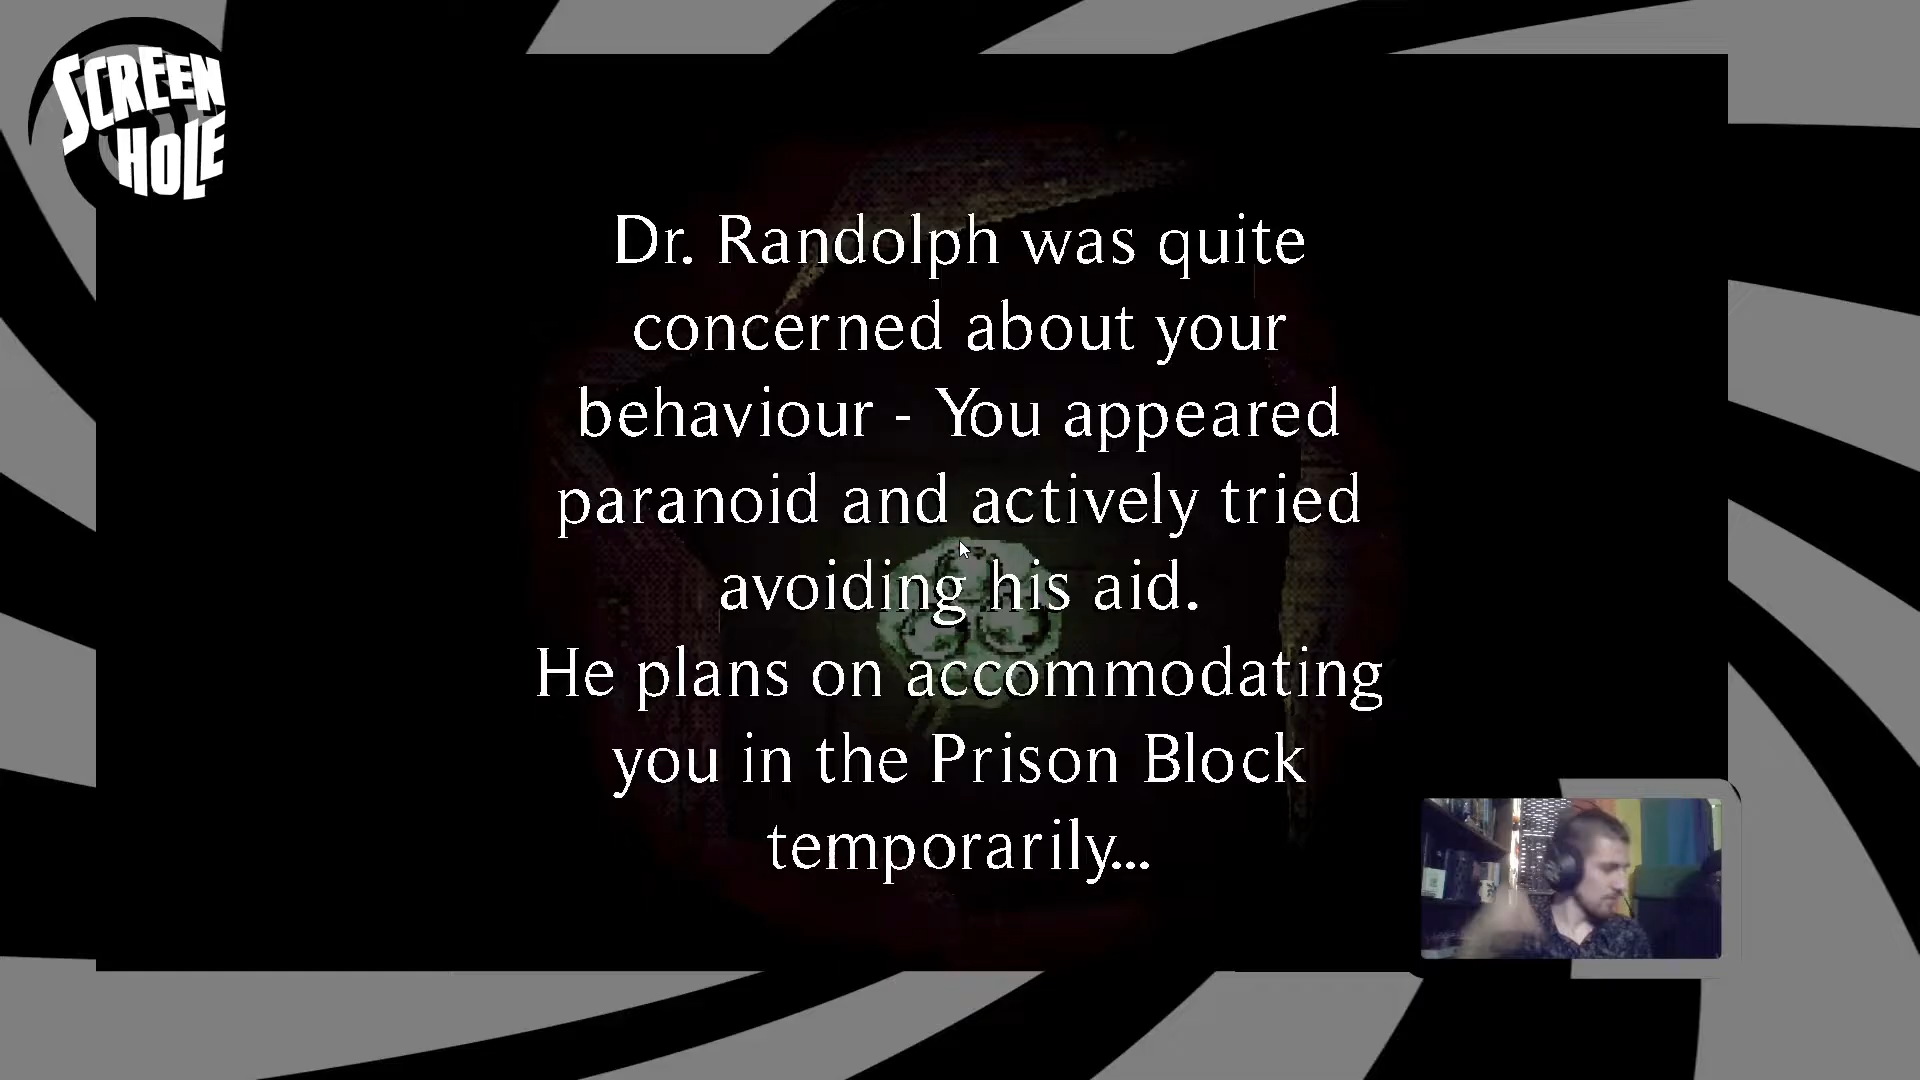 SCREEN
HOLE
Dr. Randolph was quite
concerned about your
behaviour - You appeared
paranoid and actively tried
avoiding his aid.
He plans on accommodating
you in the Prison Block
temporarily...